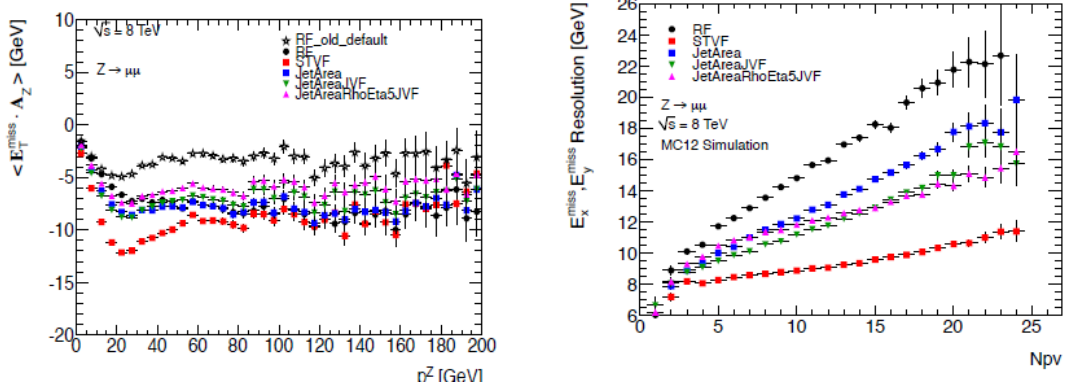 < E_T^miss · A_Z > [GeV]
10
5
0
-5
-10
-15
-20
√s = 8 TeV
Z → μμ
RF_old_default
RF
STVF
JetArea
JetAreaJVF
JetAreaRhoEta5JVF
0 20 40 60 80 100 120 140 160 180 200
p^Z [GeV]
E_x^miss,E_y^miss Resolution [GeV]
26
24
22
20
18
16
14
12
10
8
6
RF
STVF
JetArea
JetAreaJVF
JetAreaRhoEta5JVF
Z → μμ
√s = 8 TeV
MC12 Simulation
0 5 10 15 20 25
Npv